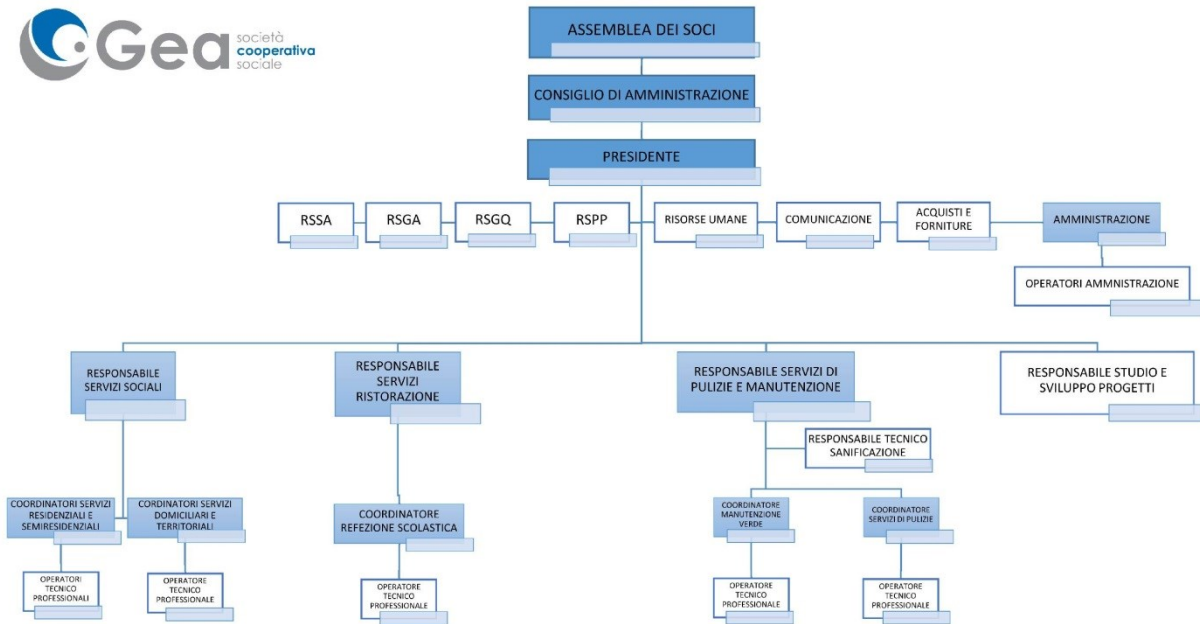 Gea
società
cooperativa
sociale
ASSEMBLEA DEI SOCI
CONSIGLIO DI AMMINISTRAZIONE
PRESIDENTE
RSSA
RSGA
RSGQ
RSPP
RISORSE UMANE
COMUNICAZIONE
ACQUISTI E
FORNITURE
AMMINISTRAZIONE
OPERATORI AMMNISTRAZIONE
RESPONSABILE
SERVIZI SOCIALI
RESPONSABILE
SERVIZI
RISTORAZIONE
RESPONSABILE SERVIZI DI
PULIZIE E MANUTENZIONE
RESPONSABILE STUDIO E
SVILUPPO PROGETTI
RESPONSABILE TECNICO
SANIFICAZIONE
COORDINATORI SERVIZI
RESIDENZIALI E
SEMIRESIDENZIALI
CORDINATORI SERVIZI
DOMICILIARI E
TERRITORIALI
COORDINATORE
REFEZIONE SCOLASTICA
COORDINATORE
MANUTENZIONE
VERDE
COORDINATORE
SERVIZI DI PULIZIE
OPERATORI
TECNICO
PROFESSIONALI
OPERATORE
TECNICO
PROFESSIONALE
OPERATORE
TECNICO
PROFESSIONALE
OPERATORE
TECNICO
PROFESSIONALE
OPERATORE
TECNICO
PROFESSIONALE